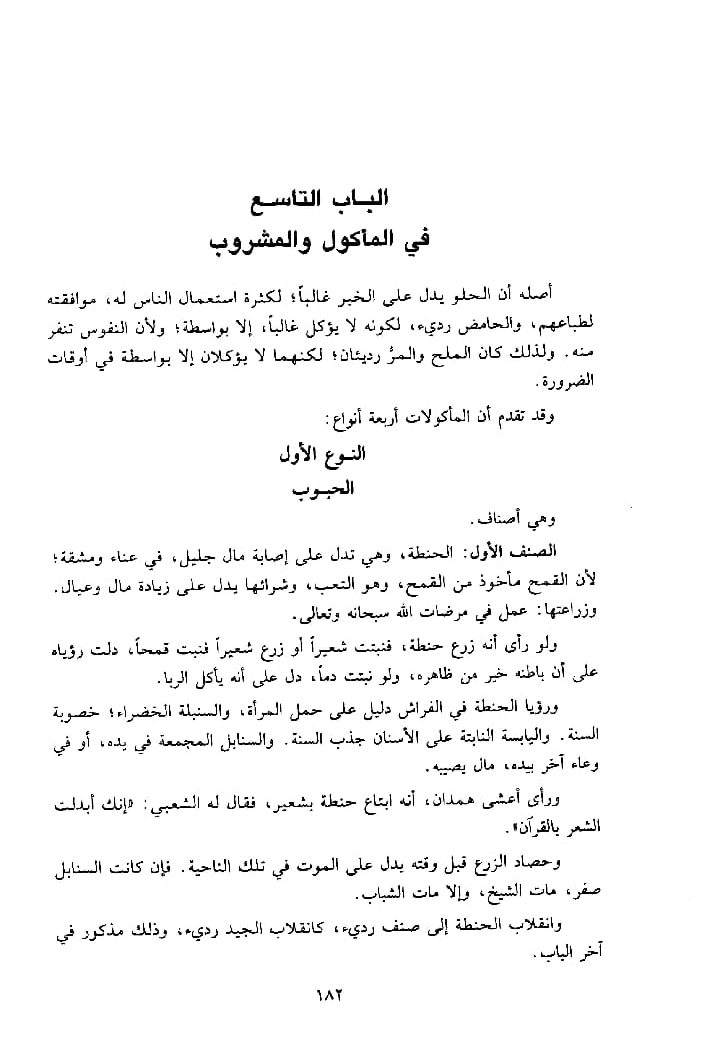 الباب التاسع
في المأكول والمشروب
أصله أن الحلو يدل على الخير غالباً؛ لكثرة استعمال الناس له، موافقته
لطباعهم، والحامض رديء، لكونه لا يؤكل غالباً، إلا بواسطة؛ ولأن النفوس تنفر
منه. ولذلك كان الملح والمرُّ رديئان؛ لكنهما لا يؤكلان إلا بواسطة في أوقات
الضرورة.
وقد تقدم أن المأكولات أربعة أنواع:
النوع الأول
الحبوب
وهي أصناف.
الصنف الأول: الحنطة، وهي تدل على إصابة مال جليل، في عناء ومشقة؛
لأن القمح مأخوذ من القمح، وهو التعب، وشرائها يدل على زيادة مال وعيال.
وزراعتها: عمل في مرضات الله سبحانه وتعالى.
ولو رأى أنه زرع حنطة، فنبتت شعيراً أو زرع شعيراً فنبت قمحاً، دلت رؤياه
على أن باطنه خير من ظاهره، ولو نبتت دماً، دل على أنه يأكل الربا.
ورؤيا الحنطة في الفراش دليل على حمل المرأة، والسنبلة الخضراء؛ خصوبة
السنة. واليابسة النابتة على الأسنان جذب السنة. والسنابل المجمعة في يده، أو في
وعاء آخر بيده، مال يصيبه.
ورأى أعشى همدان، أنه ابتاع حنطة بشعير، فقال له الشعبي: «إنك أبدلت
الشعر بالقرآن».
وحصاد الزرع قبل وقته يدل على الموت في تلك الناحية. فإن كانت السنابل
صفر، مات الشيخ، وإلا مات الشباب.
وانقلاب الحنطة إلى صنف رديء، كانقلاب الجيد رديء، وذلك مذكور في
آخر الباب.
١٨٢